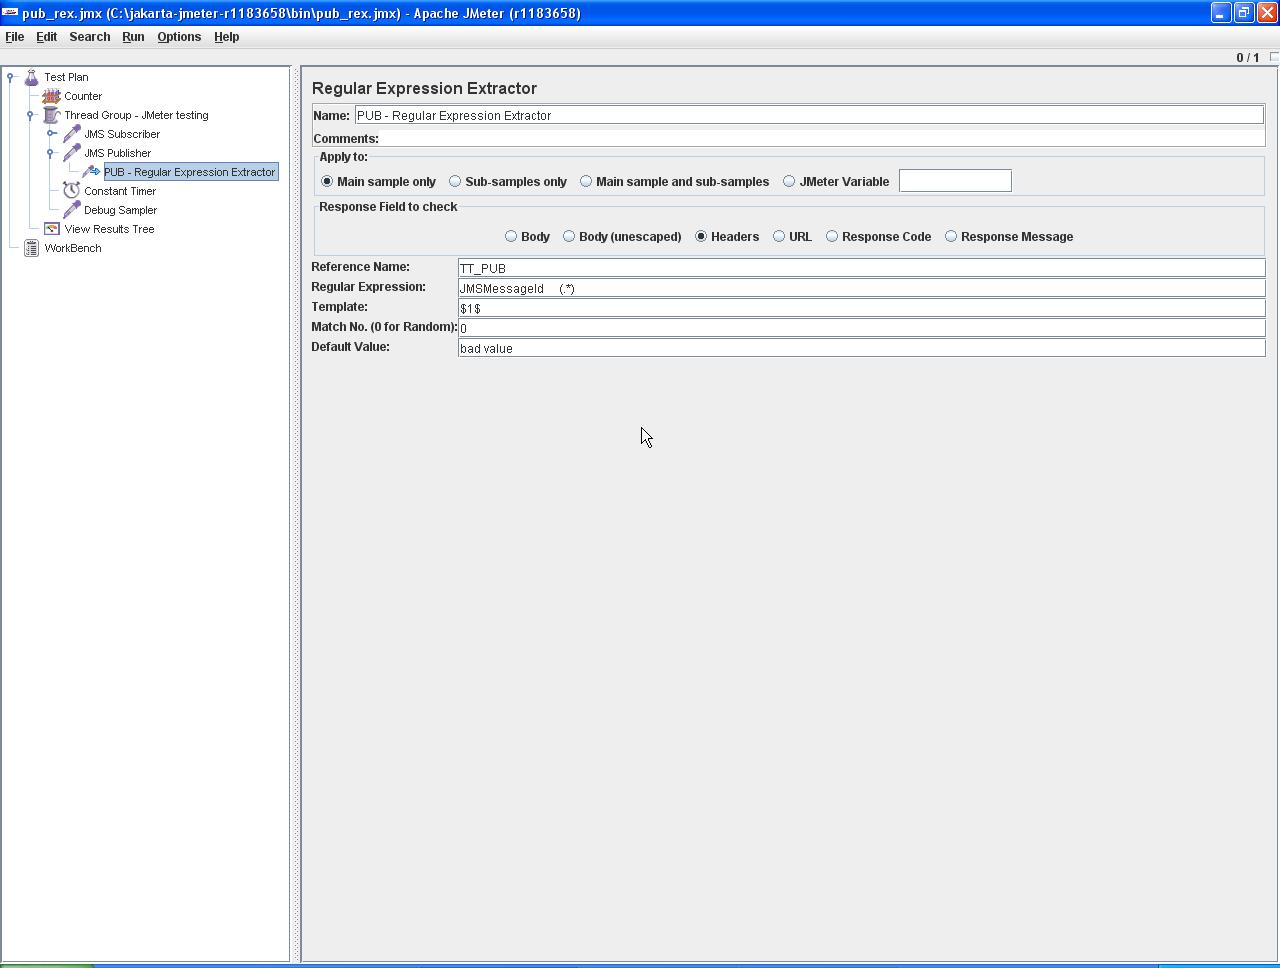 pub_rex.jmx (C:\jakarta-jmeter-r1183658\bin\pub_rex.jmx) - Apache JMeter (r1183658)
File Edit Search Run Options Help
0 / 1
Test Plan
Counter
Thread Group - JMeter testing
JMS Subscriber
JMS Publisher
PUB - Regular Expression Extractor
Constant Timer
Debug Sampler
View Results Tree
WorkBench
Regular Expression Extractor
Name: PUB - Regular Expression Extractor
Comments:
Apply to:
Main sample only Sub-samples only Main sample and sub-samples JMeter Variable
Response Field to check
Body Body (unescaped) Headers URL Response Code Response Message
Reference Name: TT_PUB
Regular Expression: JMSMessageId (.*)
Template: $1$
Match No. (0 for Random): 0
Default Value: bad value